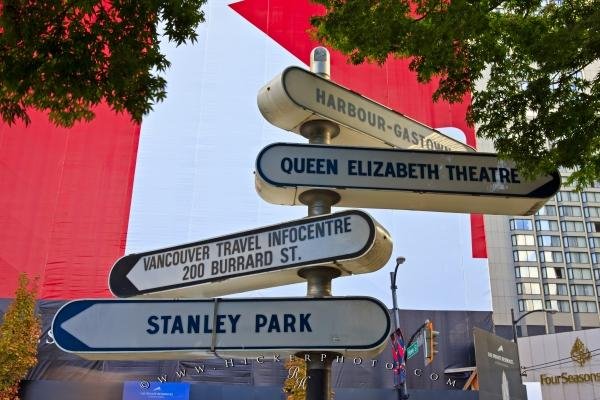 HARBOUR-GASTOWN
QUEEN ELIZABETH THEATRE
VANCOUVER TRAVEL INFOCENTRE
200 BURRARD ST.
STANLEY PARK
© WWW.HICKERPHOTO.COM
FourSeasons